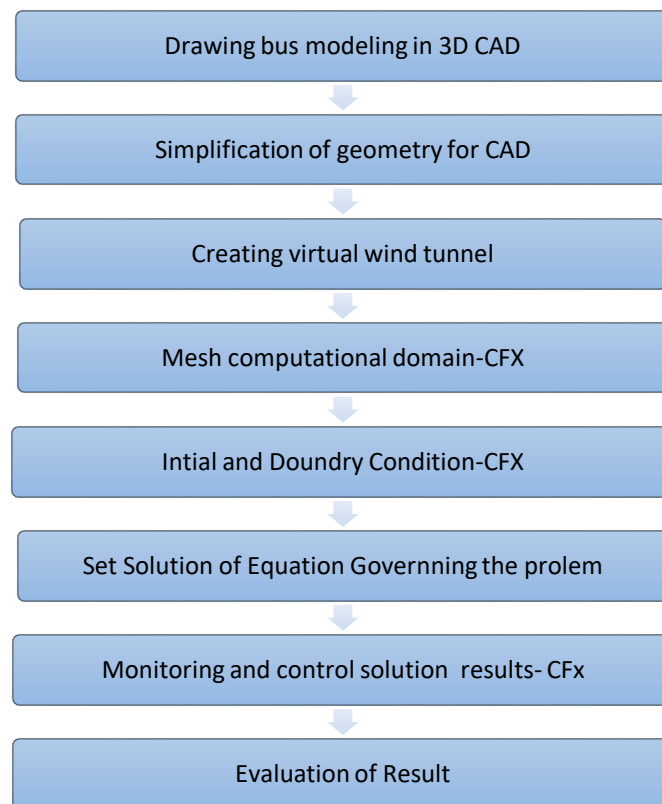 Drawing bus modeling in 3D CAD
Simplification of geometry for CAD
Creating virtual wind tunnel
Mesh computational domain-CFX
Intial and Doundry Condition-CFX
Set Solution of Equation Governning the prolem
Monitoring and control solution  results- CFx
Evaluation of Result